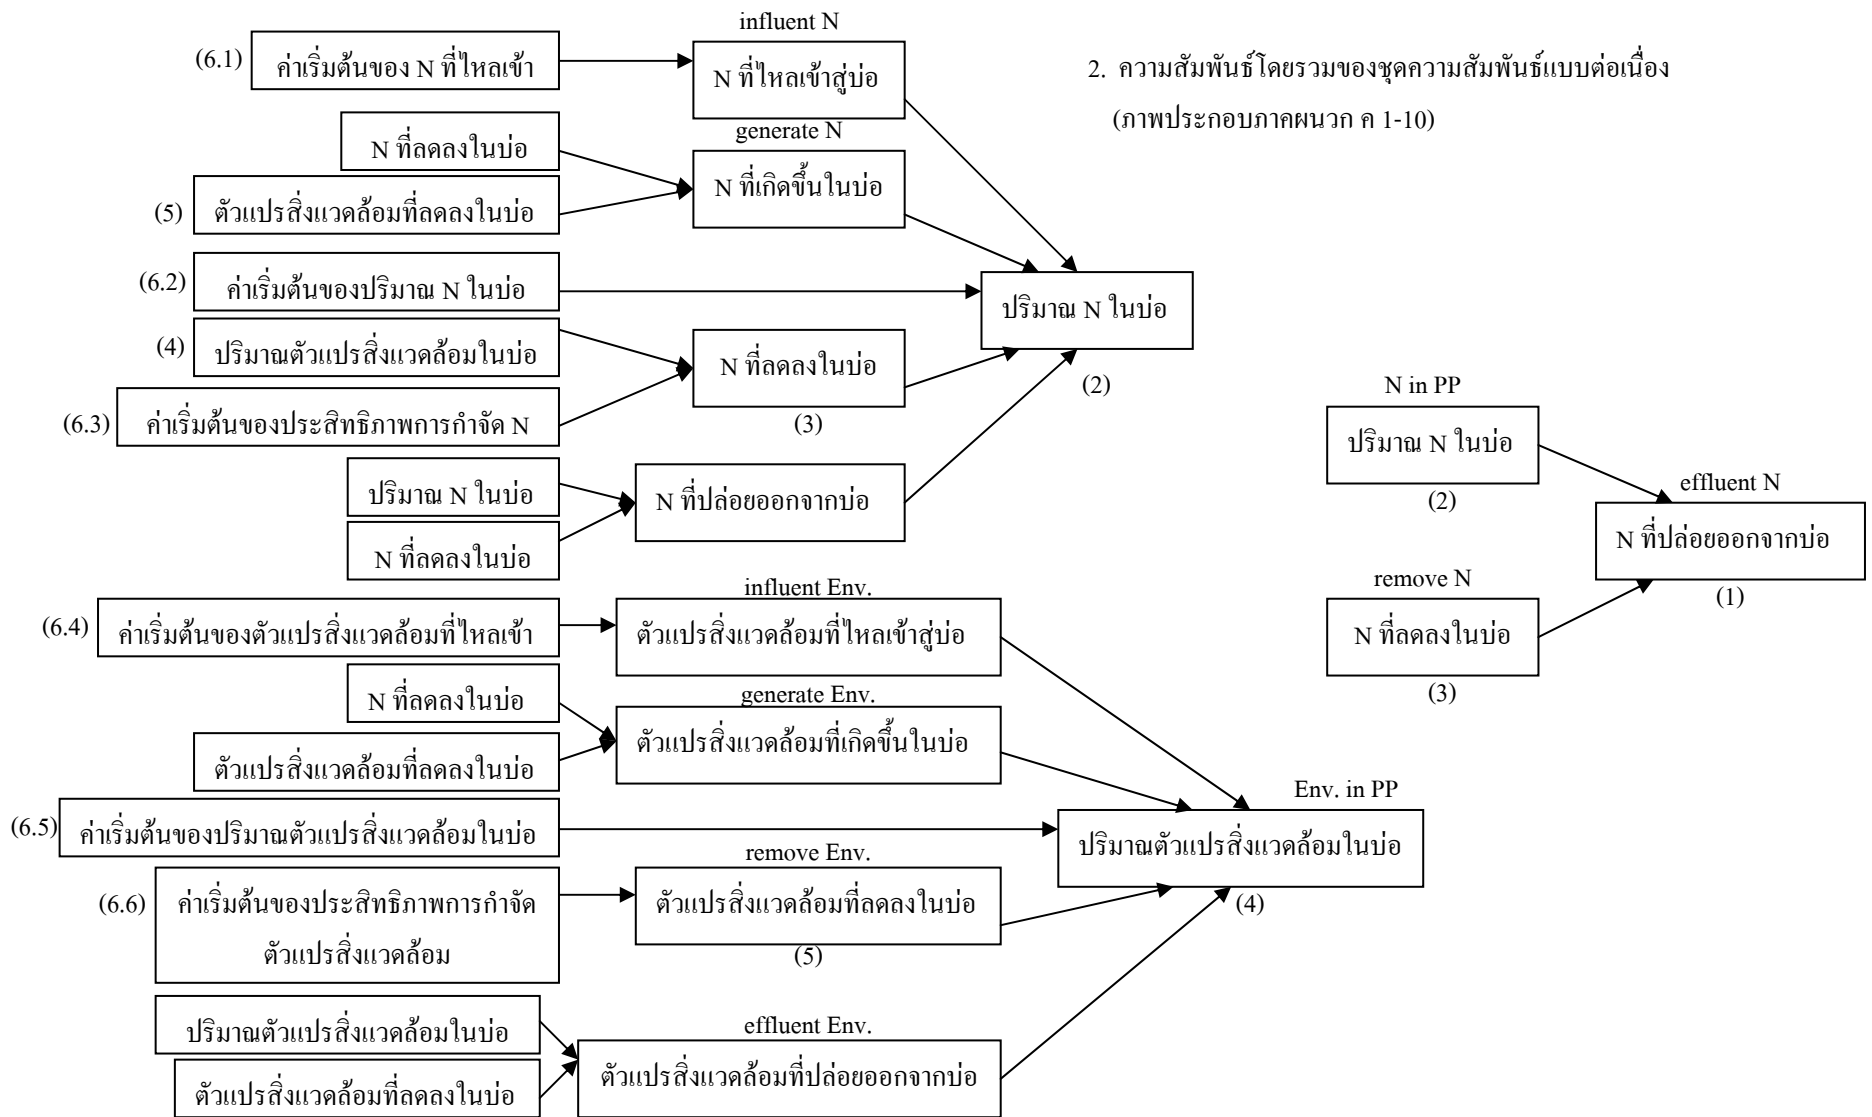 influent N
(6.1)
ค่าเริ่มต้นของ N ที่ไหลเข้า
N ที่ไหลเข้าสู่บ่อ
2. ความสัมพันธ์โดยรวมของชุดความสัมพันธ์แบบต่อเนื่อง
(ภาพประกอบภาคผนวก ค 1-10)
generate N
N ที่ลดลงในบ่อ
N ที่เกิดขึ้นในบ่อ
(5)
ตัวแปรสิ่งแวดล้อมที่ลดลงในบ่อ
(6.2)
ค่าเริ่มต้นของปริมาณ N ในบ่อ
ปริมาณ N ในบ่อ
(2)
(4)
ปริมาณตัวแปรสิ่งแวดล้อมในบ่อ
N ที่ลดลงในบ่อ
(3)
(6.3)
ค่าเริ่มต้นของประสิทธิภาพการกำจัด N
ปริมาณ N ในบ่อ
N ที่ปล่อยออกจากบ่อ
N ที่ลดลงในบ่อ
N in PP
ปริมาณ N ในบ่อ
(2)
effluent N
N ที่ปล่อยออกจากบ่อ
(1)
remove N
N ที่ลดลงในบ่อ
(3)
influent Env.
(6.4)
ค่าเริ่มต้นของตัวแปรสิ่งแวดล้อมที่ไหลเข้า
ตัวแปรสิ่งแวดล้อมที่ไหลเข้าสู่บ่อ
N ที่ลดลงในบ่อ
generate Env.
ตัวแปรสิ่งแวดล้อมที่เกิดขึ้นในบ่อ
ตัวแปรสิ่งแวดล้อมที่ลดลงในบ่อ
Env. in PP
(6.5)
ค่าเริ่มต้นของปริมาณตัวแปรสิ่งแวดล้อมในบ่อ
ปริมาณตัวแปรสิ่งแวดล้อมในบ่อ
(4)
remove Env.
(6.6)
ค่าเริ่มต้นของประสิทธิภาพการกำจัด
ตัวแปรสิ่งแวดล้อม
ตัวแปรสิ่งแวดล้อมที่ลดลงในบ่อ
(5)
ปริมาณตัวแปรสิ่งแวดล้อมในบ่อ
effluent Env.
ตัวแปรสิ่งแวดล้อมที่ปล่อยออกจากบ่อ
ตัวแปรสิ่งแวดล้อมที่ลดลงในบ่อ